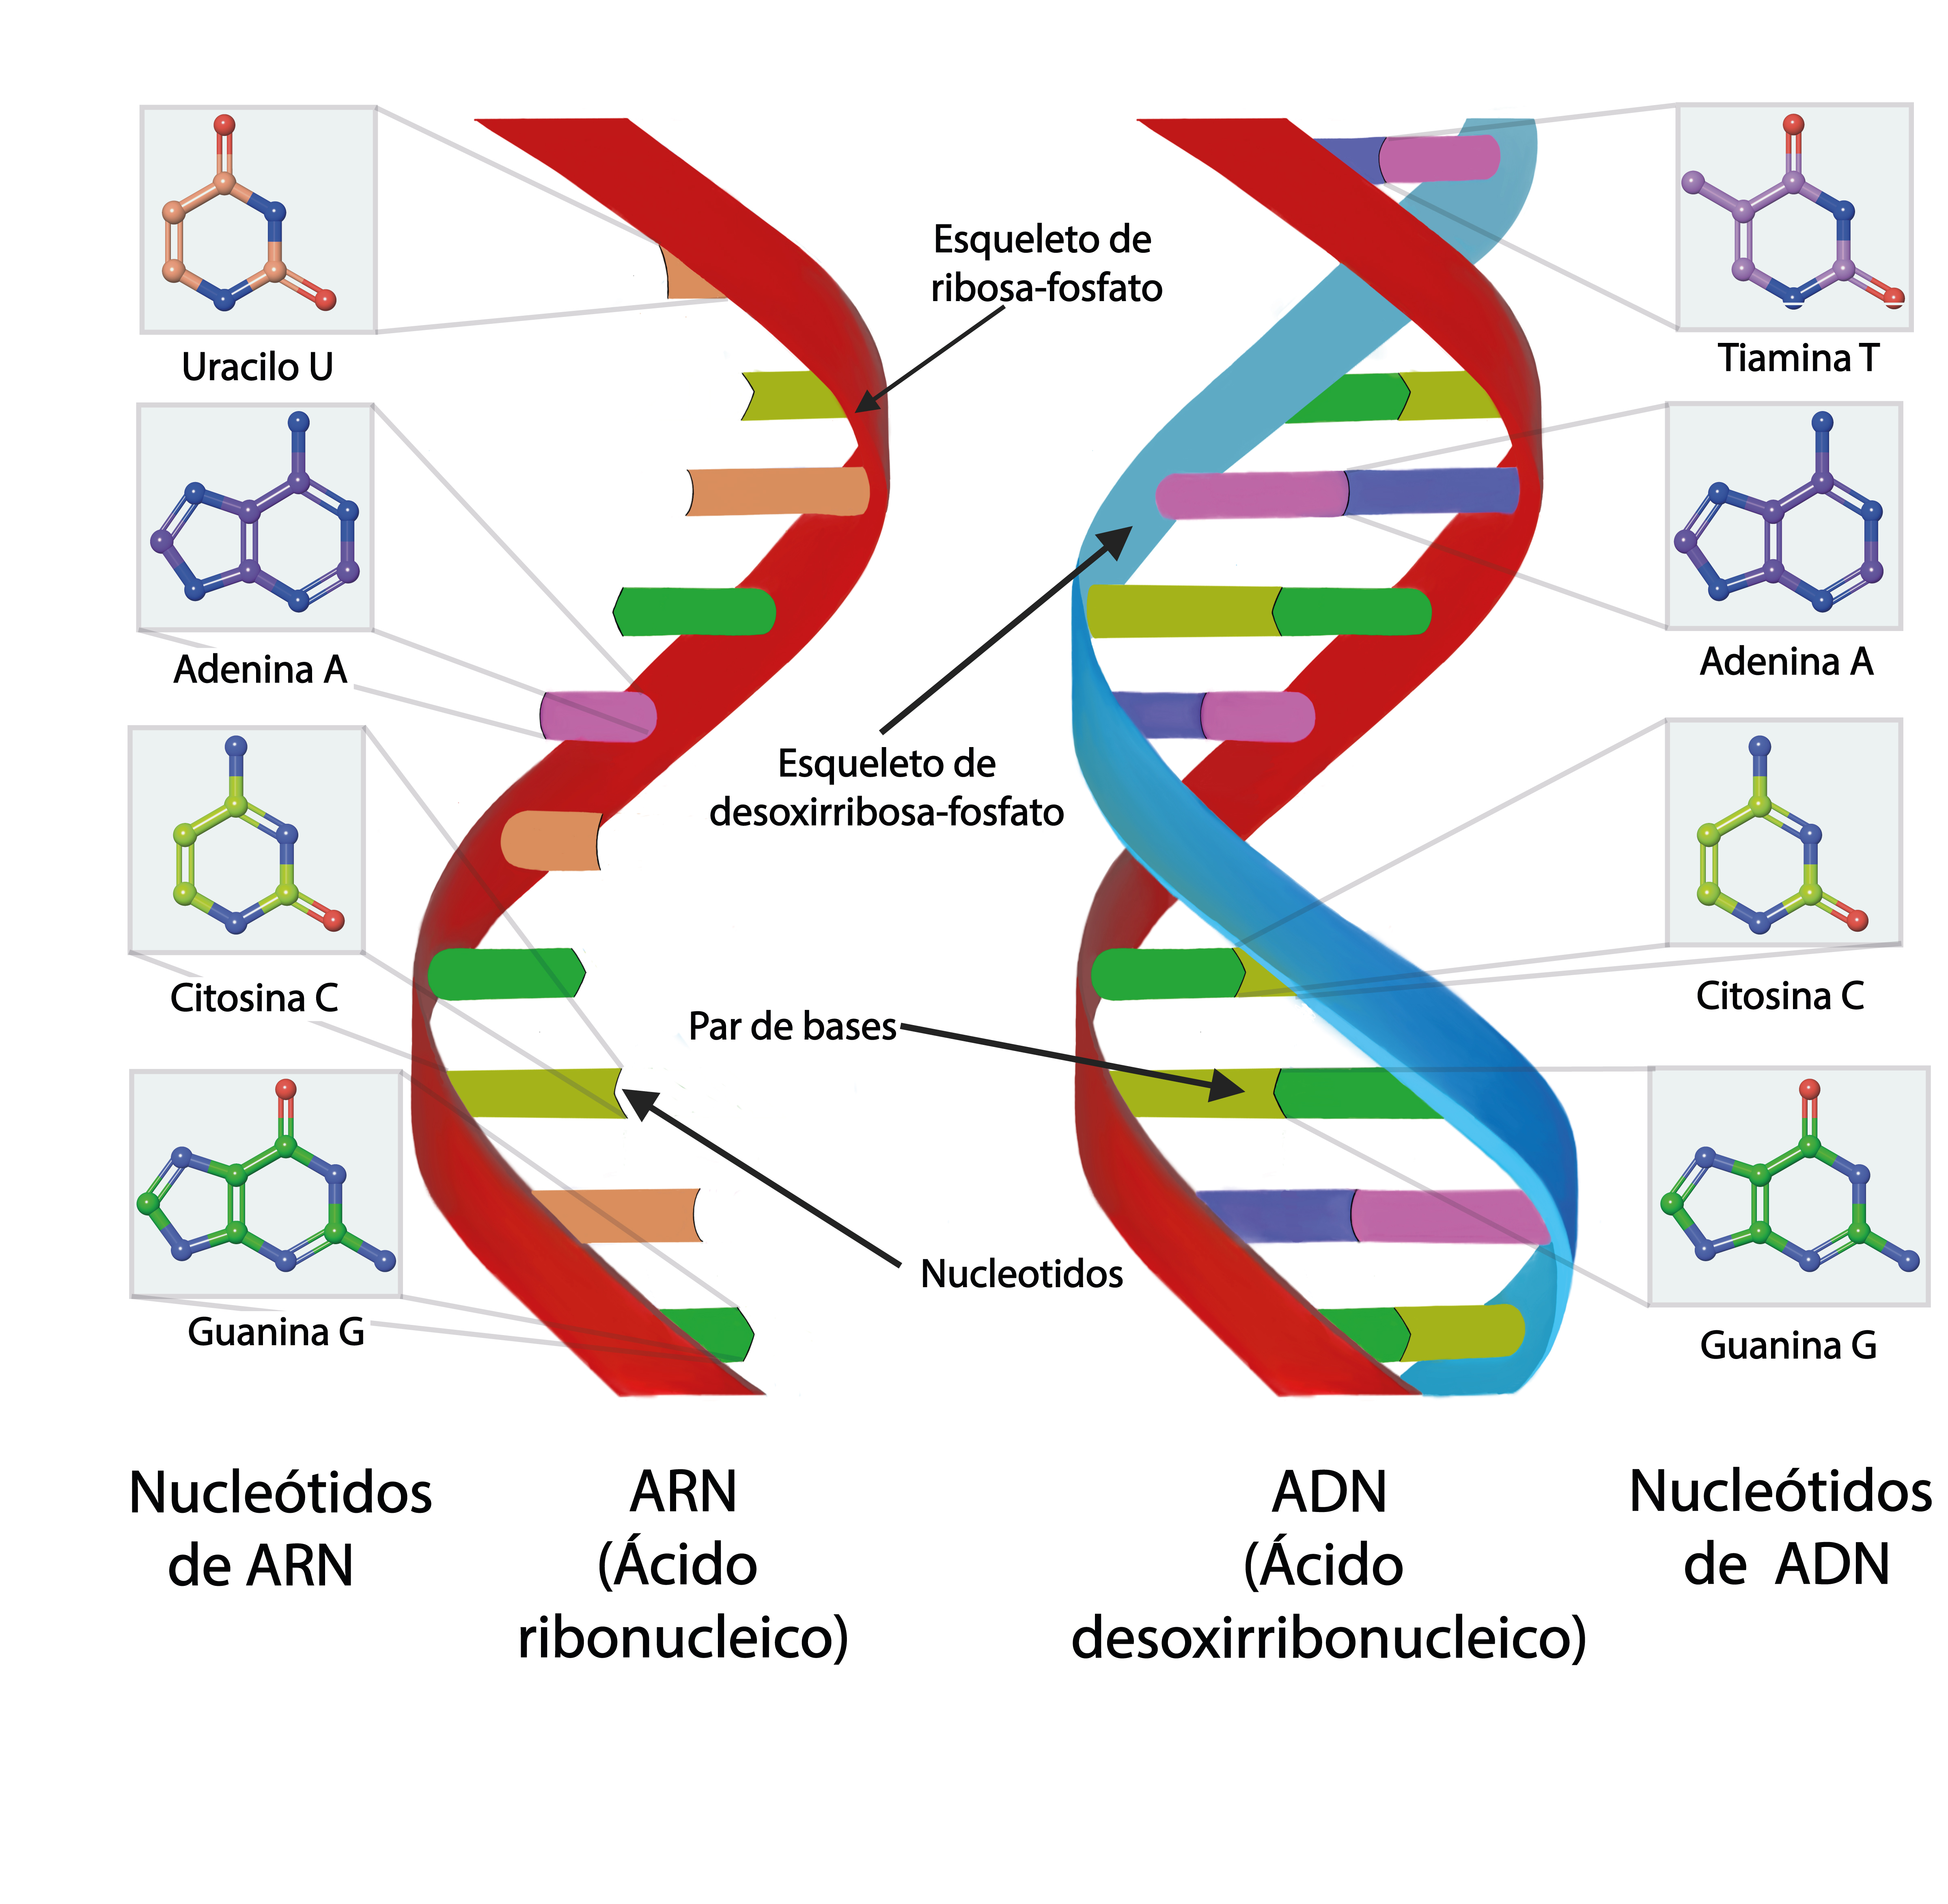 Esqueleto de
ribosa-fosfato
Uracilo U
Tiamina T
Adenina A
Adenina A
Esqueleto de
desoxirribosa-fosfato
Citosina C
Citosina C
Par de bases
Nucleotidos
Guanina G
Guanina G
Nucleótidos
de ARN
ARN
(Ácido
ribonucleico)
ADN
(Ácido
desoxirribonucleico)
Nucleótidos
de ADN